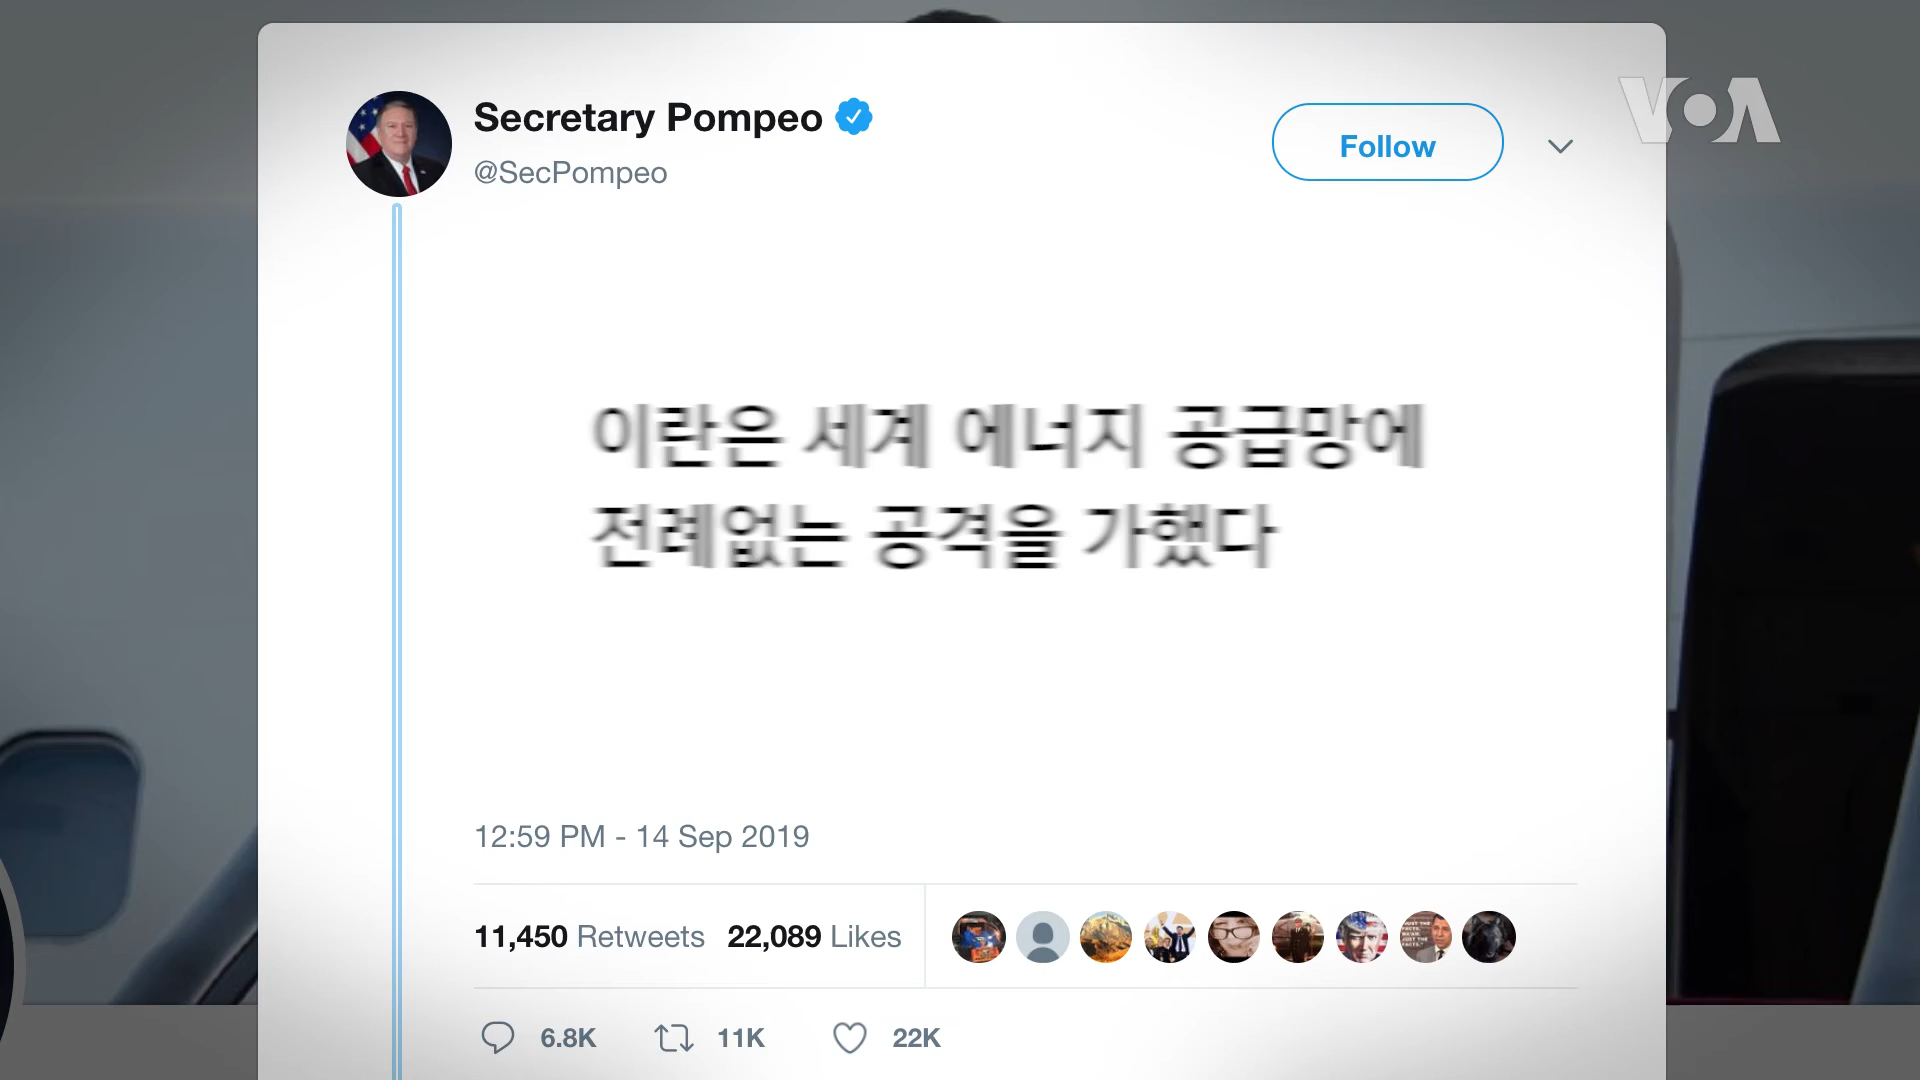 Secretary Pompeo
@SecPompeo
Follow
VOA
이란은 세계 에너지 공급망에
전례없는 공격을 가했다
12:59 PM - 14 Sep 2019
11,450 Retweets 22,089 Likes
6.8K 11K 22K